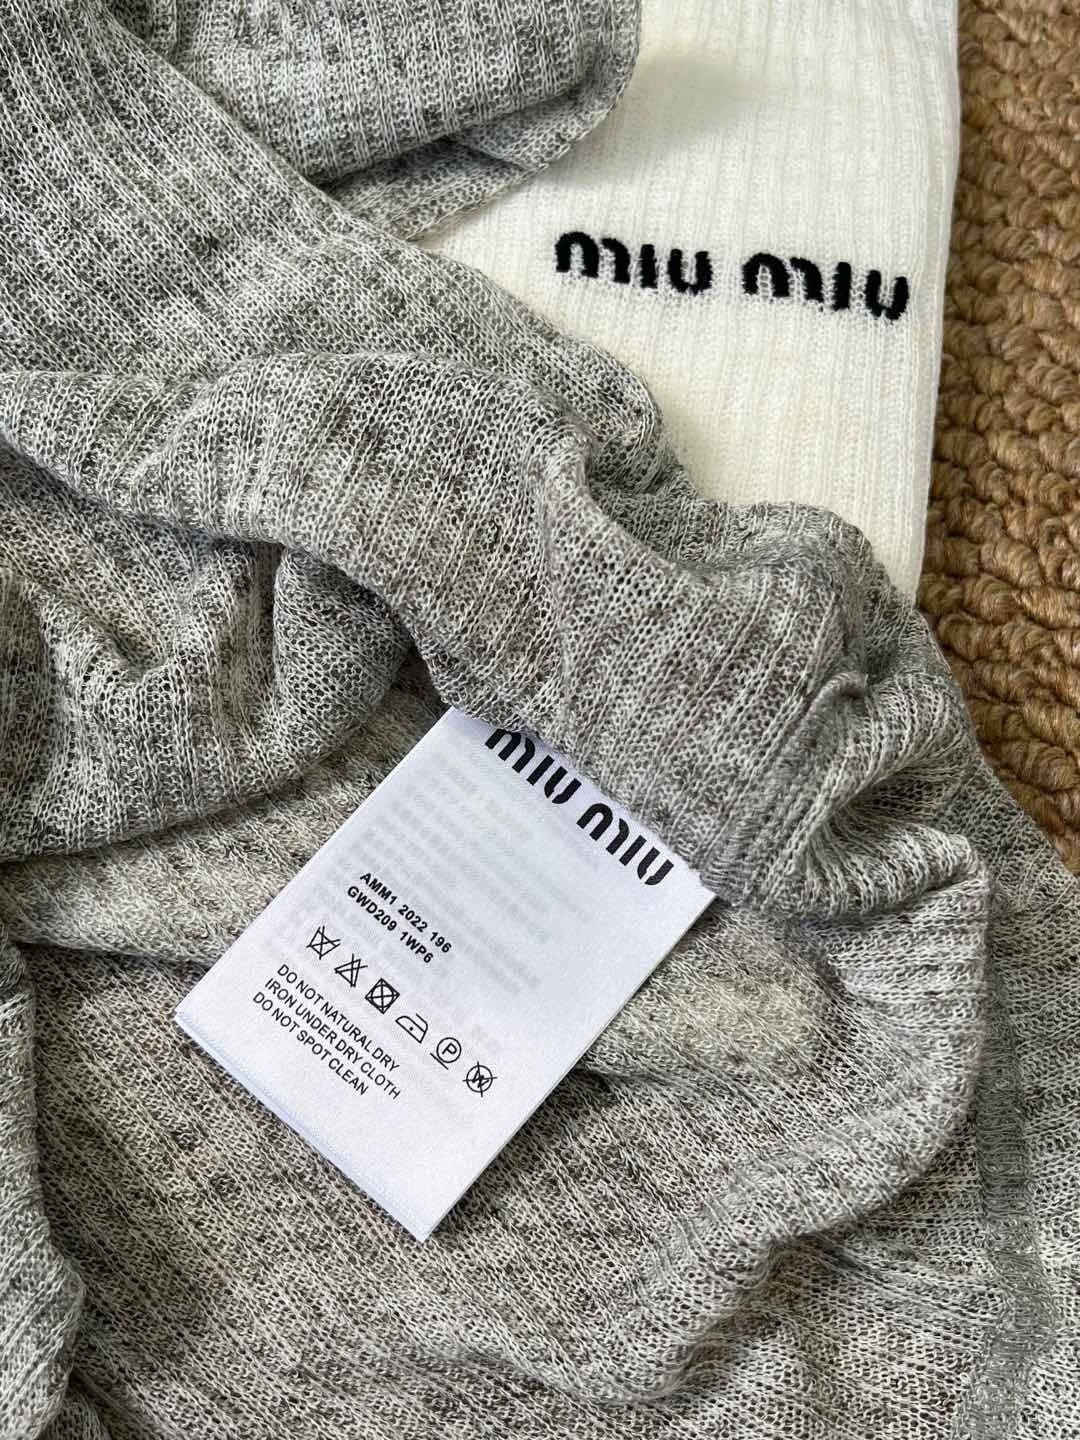 miu miu
miu miu
AMM1 2022 196
GWD209 1WP6
P
W
DO NOT NATURAL DRY
IRON UNDER DRY CLOTH
DO NOT SPOT CLEAN